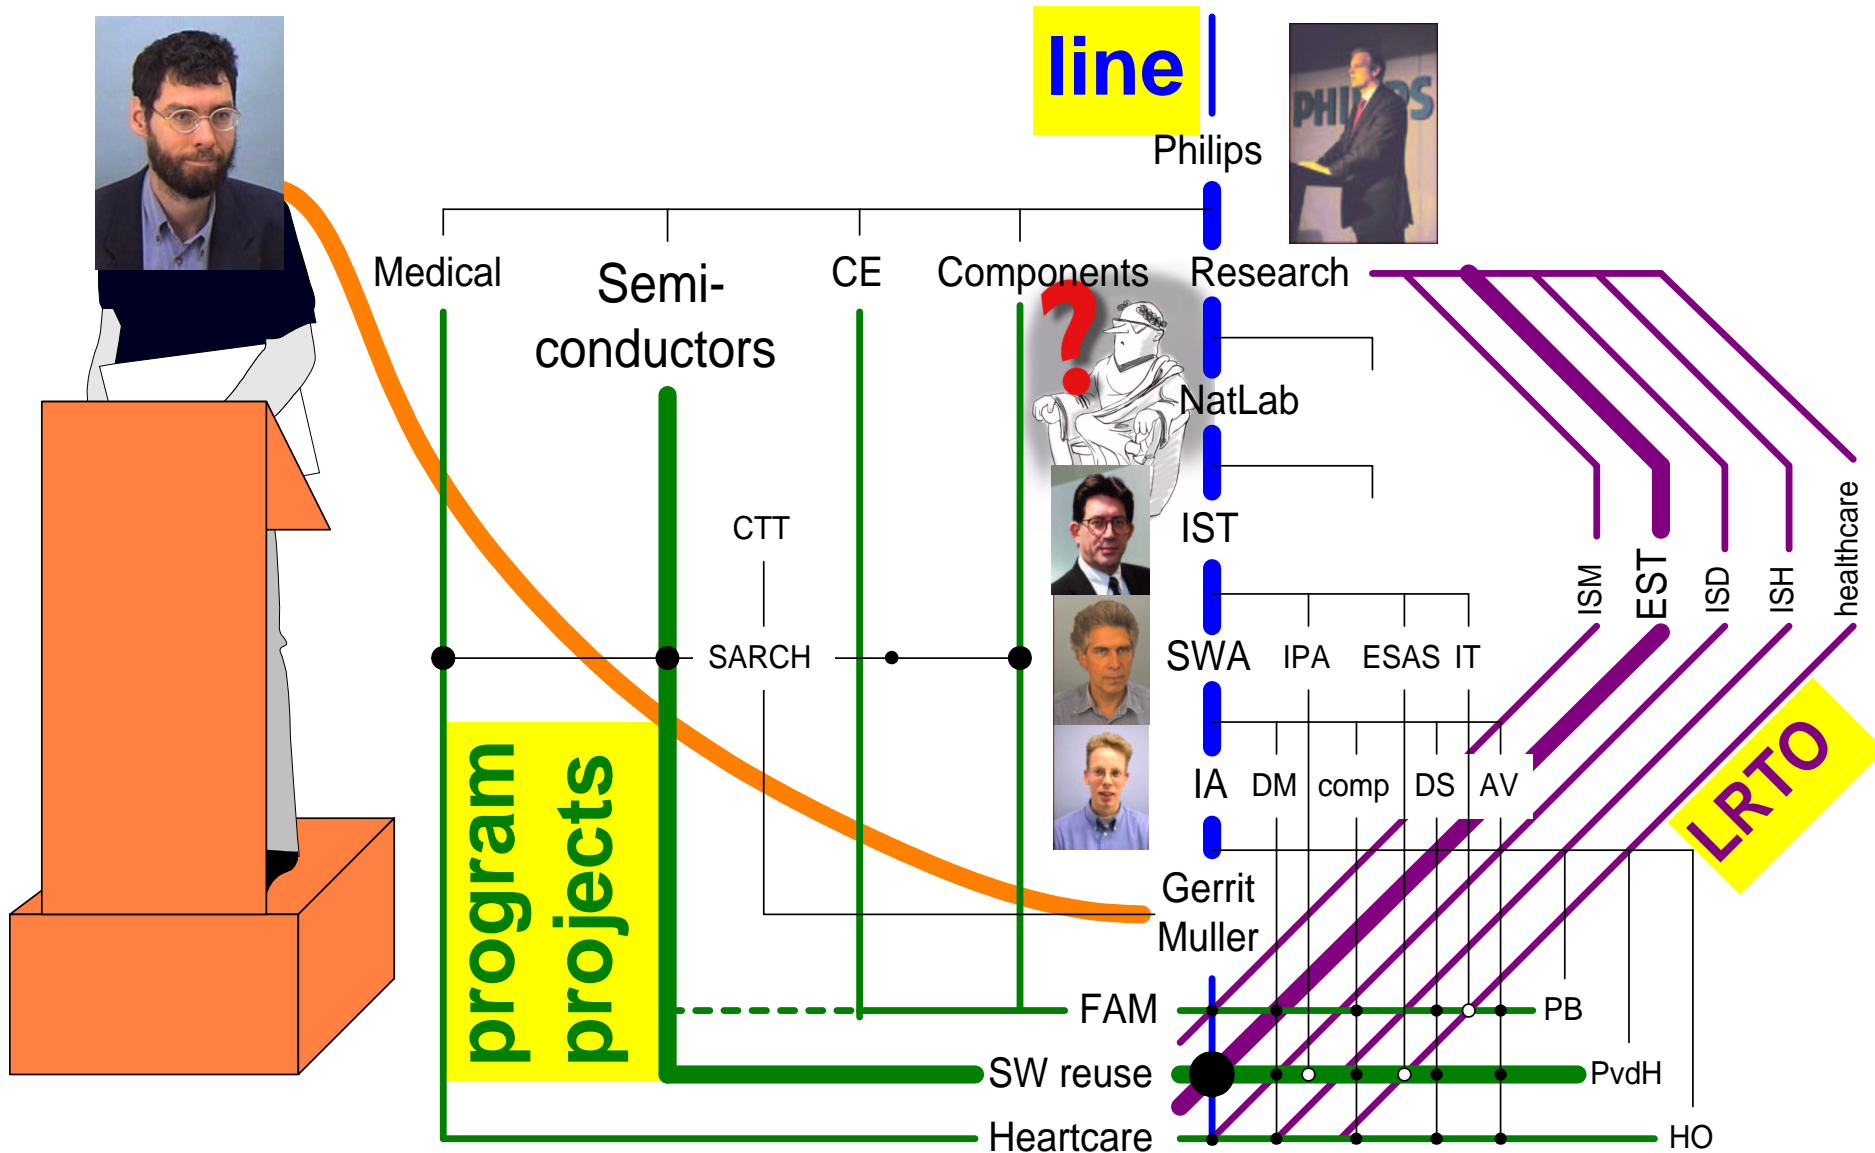 line
PHILIPS
Philips
Medical
Semi-
conductors
CE
Components
Research
?
NatLab
CTT
IST
ISM
EST
ISD
ISH
healthcare
SARCH
SWA
IPA
ESAS
IT
program
projects
IA
DM
comp
DS
AV
LRTO
Gerrit
Muller
FAM
PB
SW reuse
PvdH
Heartcare
HO